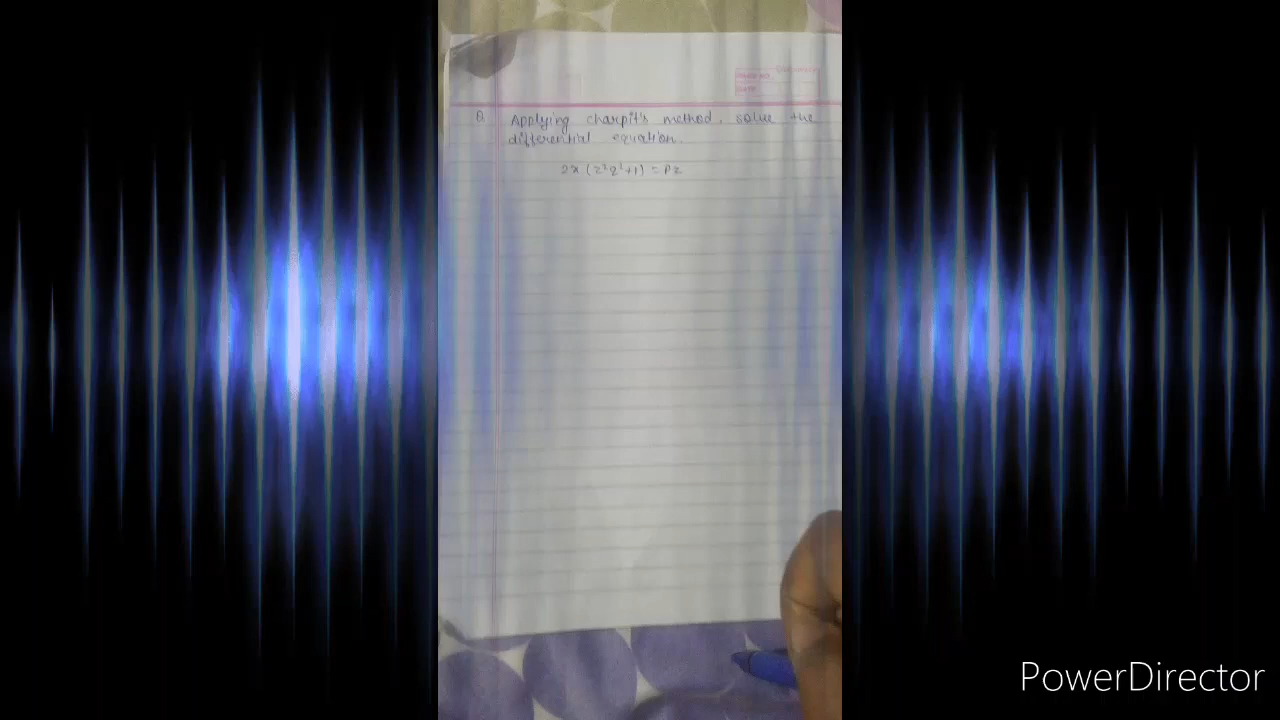 Q Applying charpit's method, solve the
differential equation.
2x (z²q²+1) = pz
PowerDirector